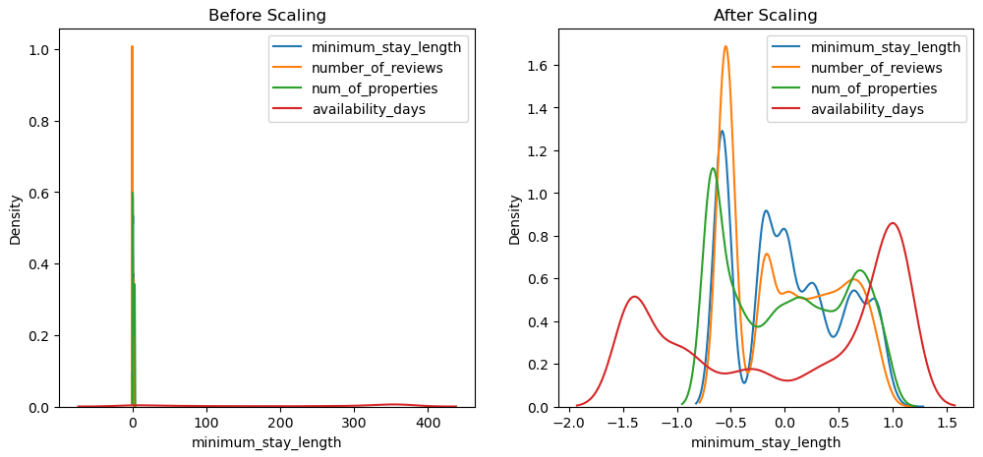 Before Scaling
1.0
0.8
0.6
0.4
0.2
0.0
Density
0
100
200
300
400
minimum_stay_length
minimum_stay_length
number_of_reviews
num_of_properties
availability_days
After Scaling
1.6
1.4
1.2
1.0
0.8
0.6
0.4
0.2
0.0
Density
−2.0
−1.5
−1.0
−0.5
0.0
0.5
1.0
1.5
minimum_stay_length
minimum_stay_length
number_of_reviews
num_of_properties
availability_days